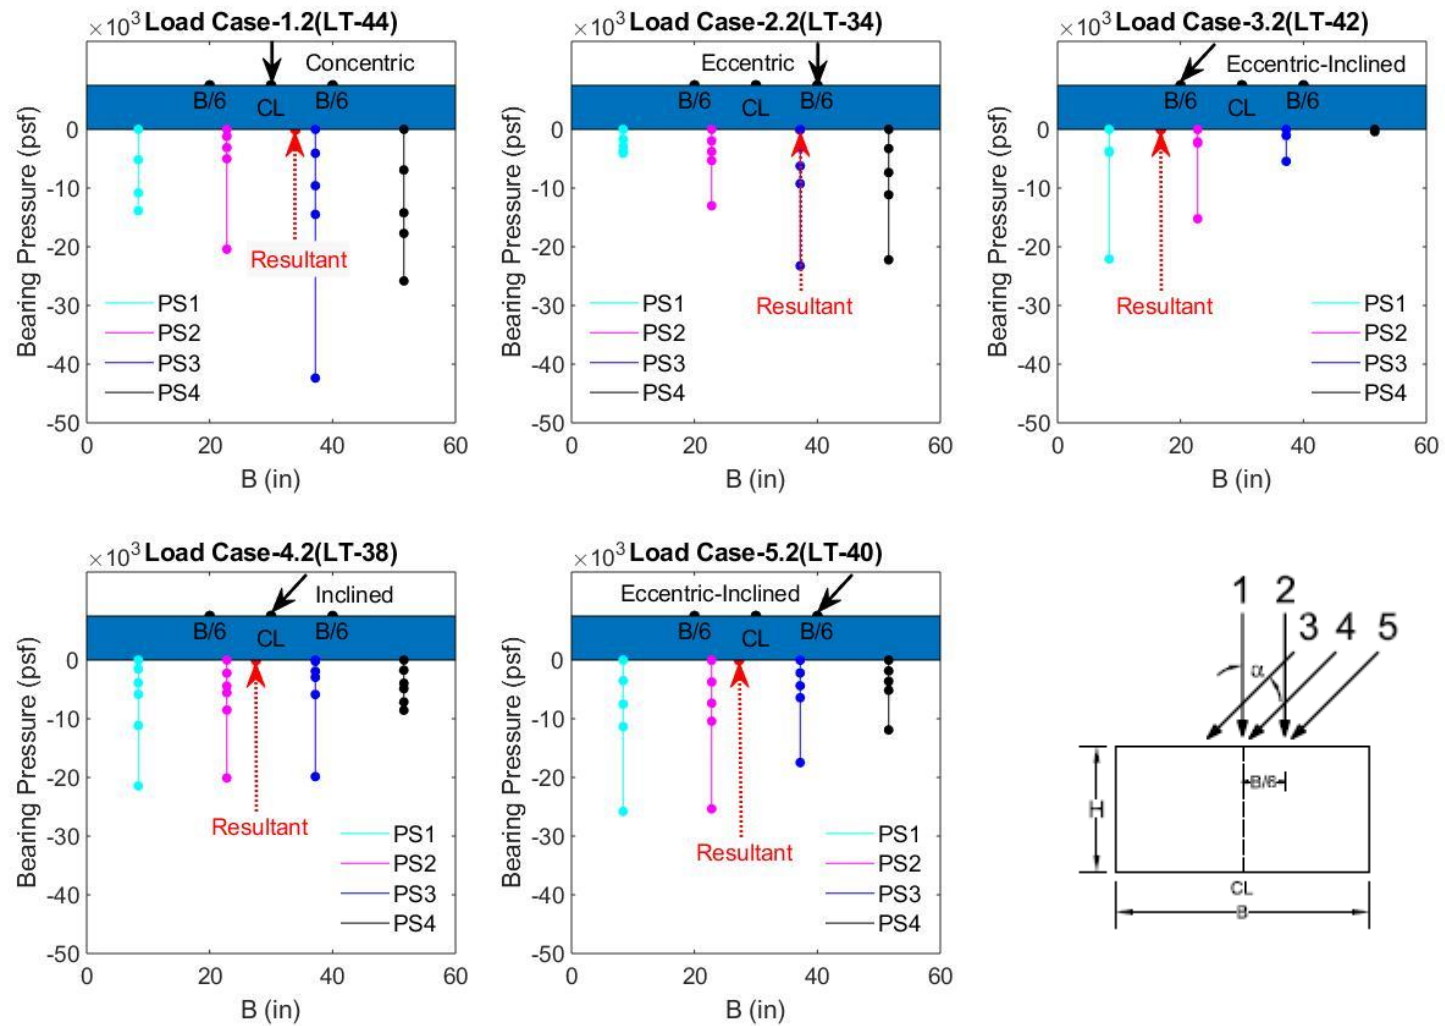 ×10³ Load Case-1.2(LT-44)
Concentric
B/6 CL B/6
0
-10
-20
-30
-40
-50
Bearing Pressure (psf)
Resultant
PS1
PS2
PS3
PS4
0 20 40 60
B (in)
×10³ Load Case-2.2(LT-34)
Eccentric
B/6 CL B/6
0
-10
-20
-30
-40
-50
Bearing Pressure (psf)
Resultant
PS1
PS2
PS3
PS4
0 20 40 60
B (in)
×10³ Load Case-3.2(LT-42)
Eccentric-Inclined
B/6 CL B/6
0
-10
-20
-30
-40
-50
Bearing Pressure (psf)
Resultant
PS1
PS2
PS3
PS4
0 20 40 60
B (in)
×10³ Load Case-4.2(LT-38)
Inclined
B/6 CL B/6
0
-10
-20
-30
-40
-50
Bearing Pressure (psf)
Resultant
PS1
PS2
PS3
PS4
0 20 40 60
B (in)
×10³ Load Case-5.2(LT-40)
Eccentric-Inclined
B/6 CL B/6
0
-10
-20
-30
-40
-50
Bearing Pressure (psf)
Resultant
PS1
PS2
PS3
PS4
0 20 40 60
B (in)
1 2
3 4 5
α
B/6
H
CL
B